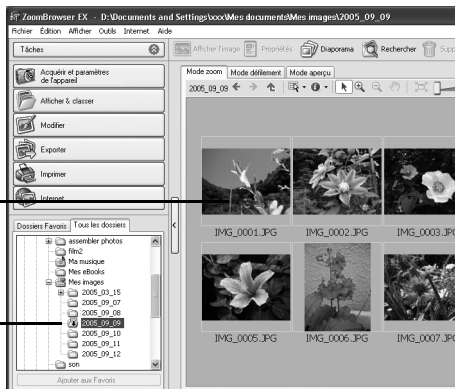 ZoomBrowser EX - D:\Documents and Settings\xxx\Mes documents\Mes images\2005_09_09
Fichier Édition Afficher Outils Internet Aide
Tâches
Afficher l'image Propriétés Diaporama Rechercher Supp
Acquérir et paramètres
de l'appareil
Afficher & classer
Modifier
Exporter
Imprimer
Internet
Mode zoom Mode défilement Mode aperçu
2005_09_09
IMG_0001.JPG IMG_0002.JPG IMG_0003.JPG
IMG_0005.JPG IMG_0006.JPG IMG_0007.JPG
Dossiers Favoris Tous les dossiers
assembler photos
film2
Ma musique
Mes eBooks
Mes images
2005_03_15
2005_09_07
2005_09_08
2005_09_09
2005_09_10
2005_09_11
2005_09_12
son
Ajouter aux Favoris